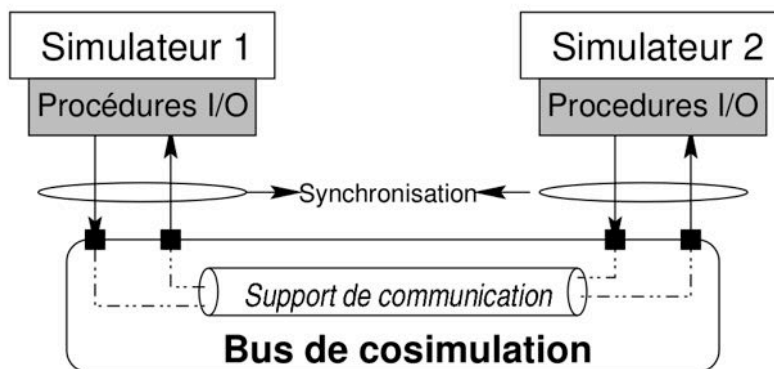 Simulateur 1
Simulateur 2
Procédures I/O
Procedures I/O
Synchronisation
Support de communication
Bus de cosimulation